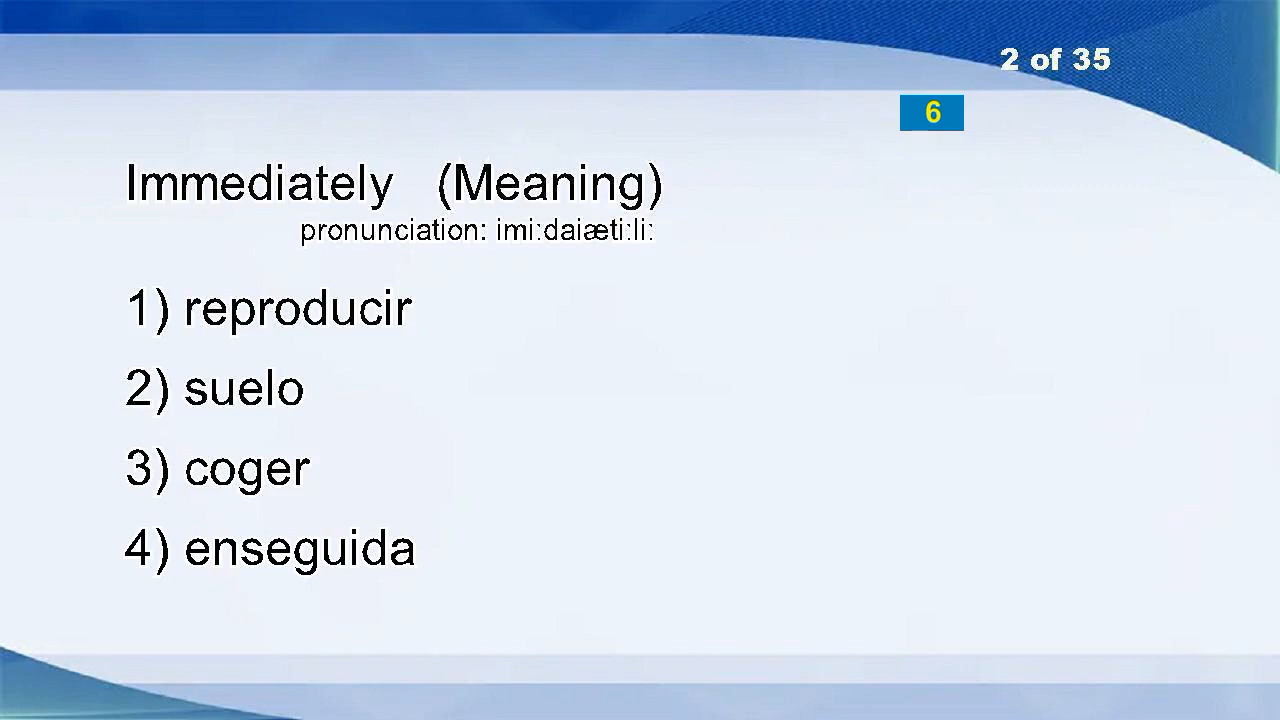 2 of 35
6
Immediately (Meaning)
pronunciation: imi:daiæti:li:
1) reproducir
2) suelo
3) coger
4) enseguida